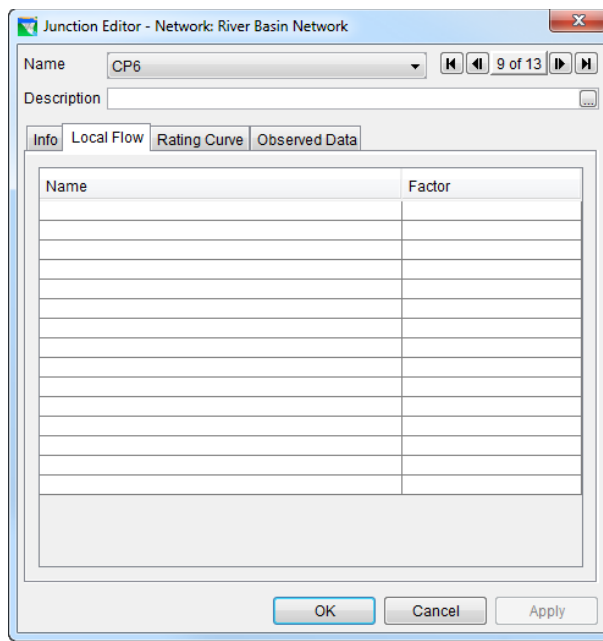 Junction Editor - Network: River Basin Network
Name CP6 9 of 13
Description ...
Info Local Flow Rating Curve Observed Data
Name Factor
OK Cancel Apply